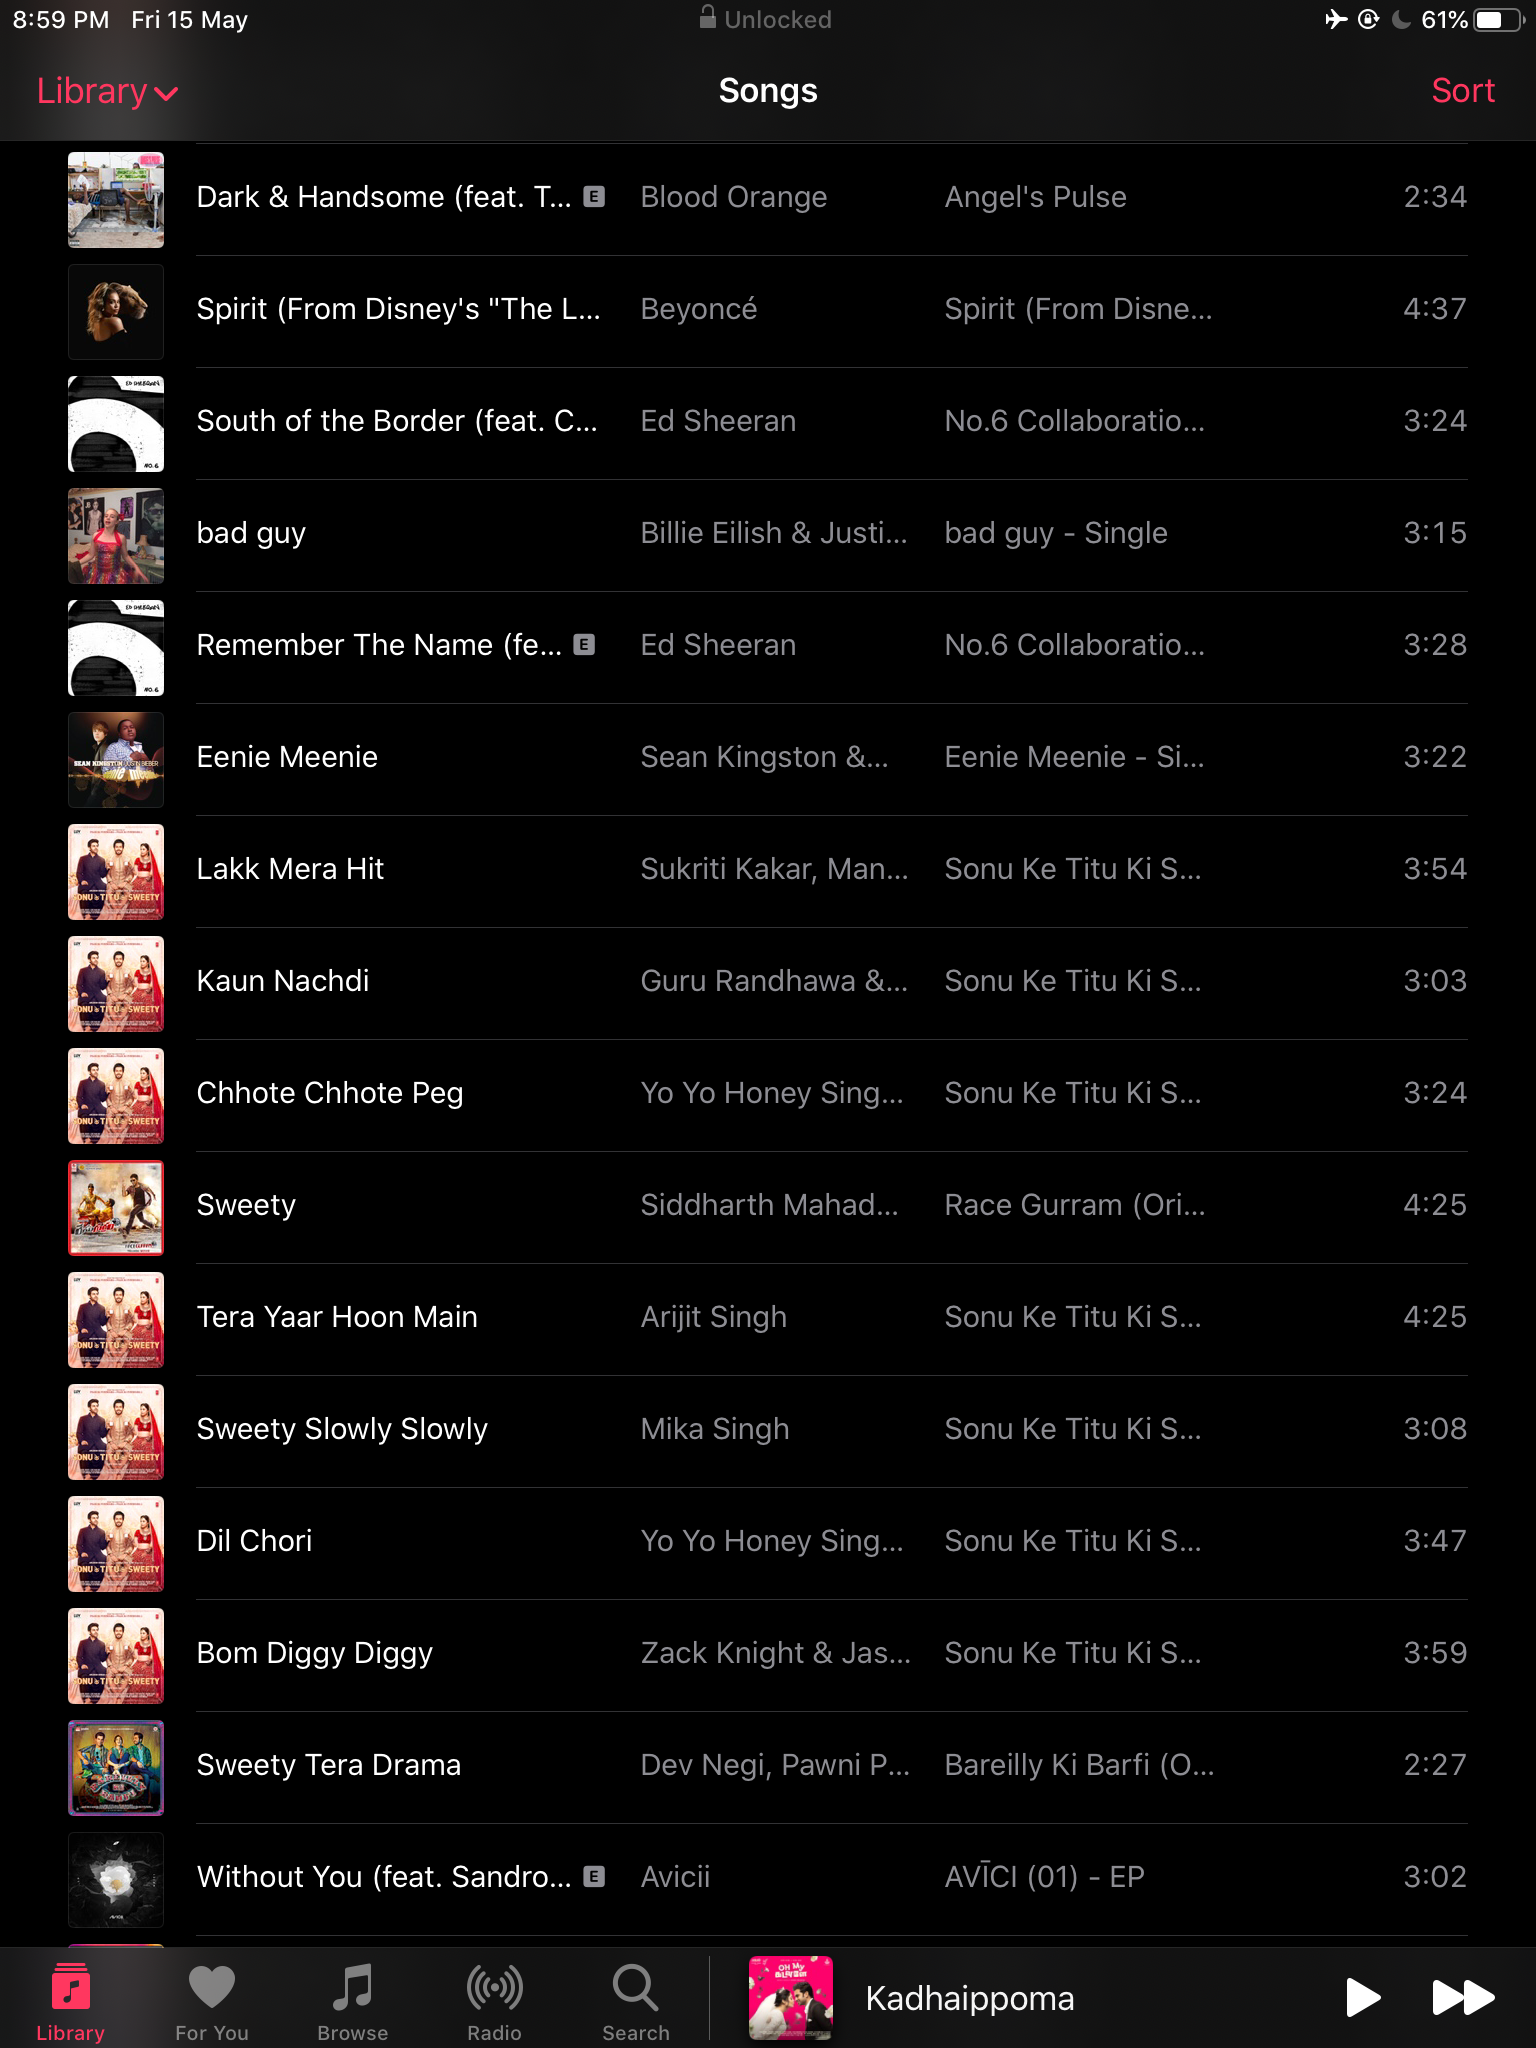 8:59 PM Fri 15 May Unlocked 61%
Library Songs Sort
Dark & Handsome (feat. T... E Blood Orange Angel's Pulse 2:34
Spirit (From Disney's "The L... Beyoncé Spirit (From Disne... 4:37
South of the Border (feat. C... Ed Sheeran No.6 Collaboratio... 3:24
bad guy Billie Eilish & Justi... bad guy - Single 3:15
Remember The Name (fe... E Ed Sheeran No.6 Collaboratio... 3:28
Eenie Meenie Sean Kingston &... Eenie Meenie - Si... 3:22
Lakk Mera Hit Sukriti Kakar, Man... Sonu Ke Titu Ki S... 3:54
Kaun Nachdi Guru Randhawa &... Sonu Ke Titu Ki S... 3:03
Chhote Chhote Peg Yo Yo Honey Sing... Sonu Ke Titu Ki S... 3:24
Sweety Siddharth Mahad... Race Gurram (Ori... 4:25
Tera Yaar Hoon Main Arijit Singh Sonu Ke Titu Ki S... 4:25
Sweety Slowly Slowly Mika Singh Sonu Ke Titu Ki S... 3:08
Dil Chori Yo Yo Honey Sing... Sonu Ke Titu Ki S... 3:47
Bom Diggy Diggy Zack Knight & Jas... Sonu Ke Titu Ki S... 3:59
Sweety Tera Drama Dev Negi, Pawni P... Bareilly Ki Barfi (O... 2:27
Without You (feat. Sandro... E Avicii AVĪCI (01) - EP 3:02
Library For You Browse Radio Search Kadhaippoma